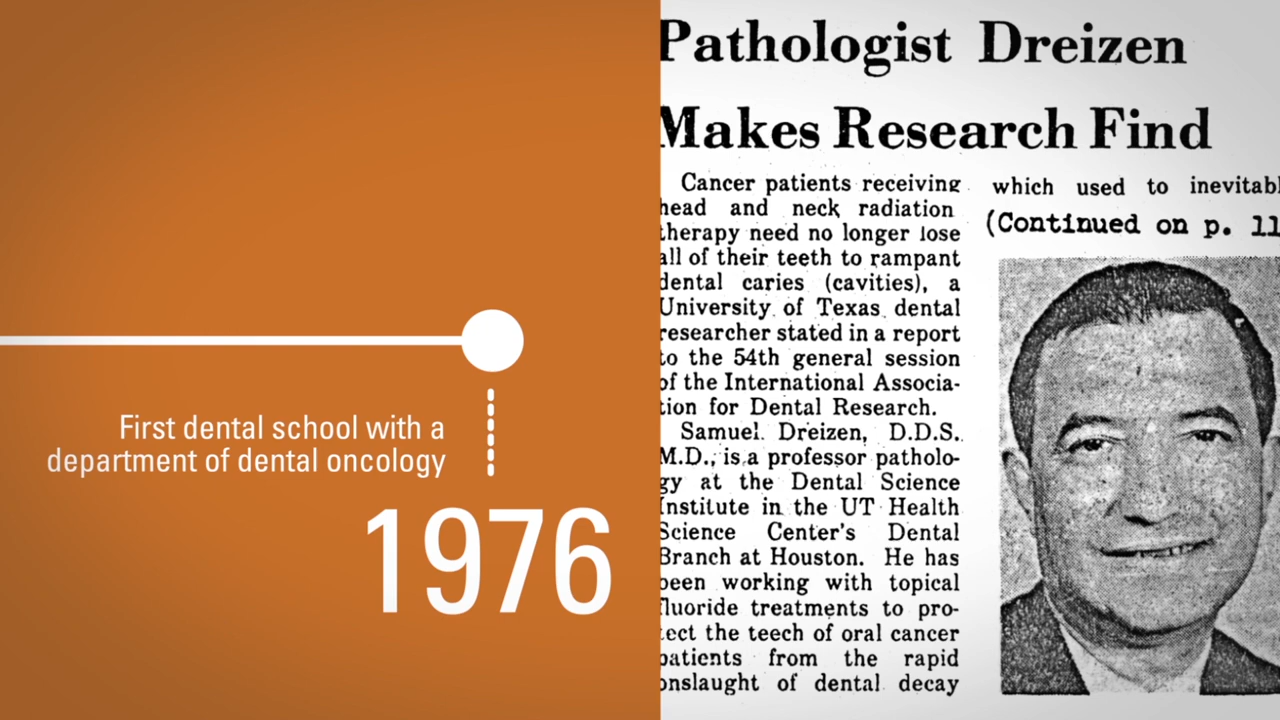 First dental school with a
department of dental oncology
1976
Pathologist Dreizen
Makes Research Find
Cancer patients receiving
head and neck radiation
therapy need no longer lose
all of their teeth to rampant
dental caries (cavities), a
University of Texas dental
researcher stated in a report
to the 54th general session
of the International Associa-
tion for Dental Research.
Samuel Dreizen, D.D.S.
M.D., is a professor patholo-
gy at the Dental Science
Institute in the UT Health
Science Center's Dental
Branch at Houston. He has
been working with topical
fluoride treatments to pro-
tect the teech of oral cancer
patients from the rapid
onslaught of dental decay
which used to inevitabl
(Continued on p. 11